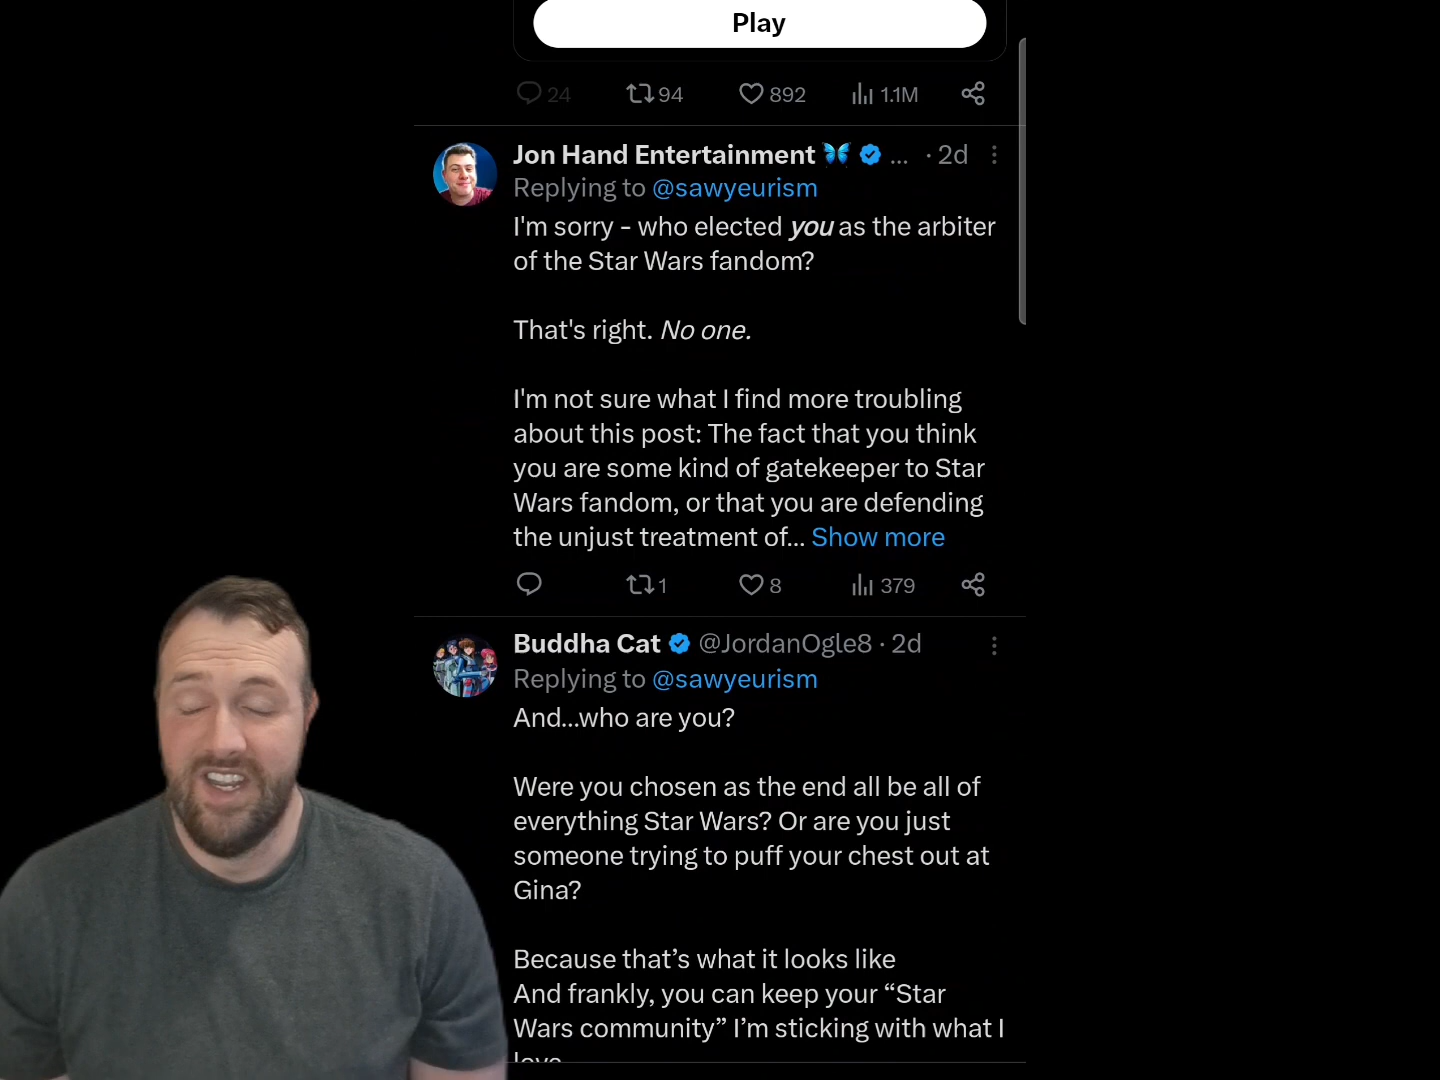 Play
24 94 892 1.1M
Jon Hand Entertainment 🦋 ... · 2d
Replying to @sawyeurism
I'm sorry - who elected you as the arbiter
of the Star Wars fandom?
That's right. No one.
I'm not sure what I find more troubling
about this post: The fact that you think
you are some kind of gatekeeper to Star
Wars fandom, or that you are defending
the unjust treatment of... Show more
1 8 379
Buddha Cat @JordanOgle8 · 2d
Replying to @sawyeurism
And...who are you?
Were you chosen as the end all be all of
everything Star Wars? Or are you just
someone trying to puff your chest out at
Gina?
Because that’s what it looks like
And frankly, you can keep your “Star
Wars community” I’m sticking with what I
love